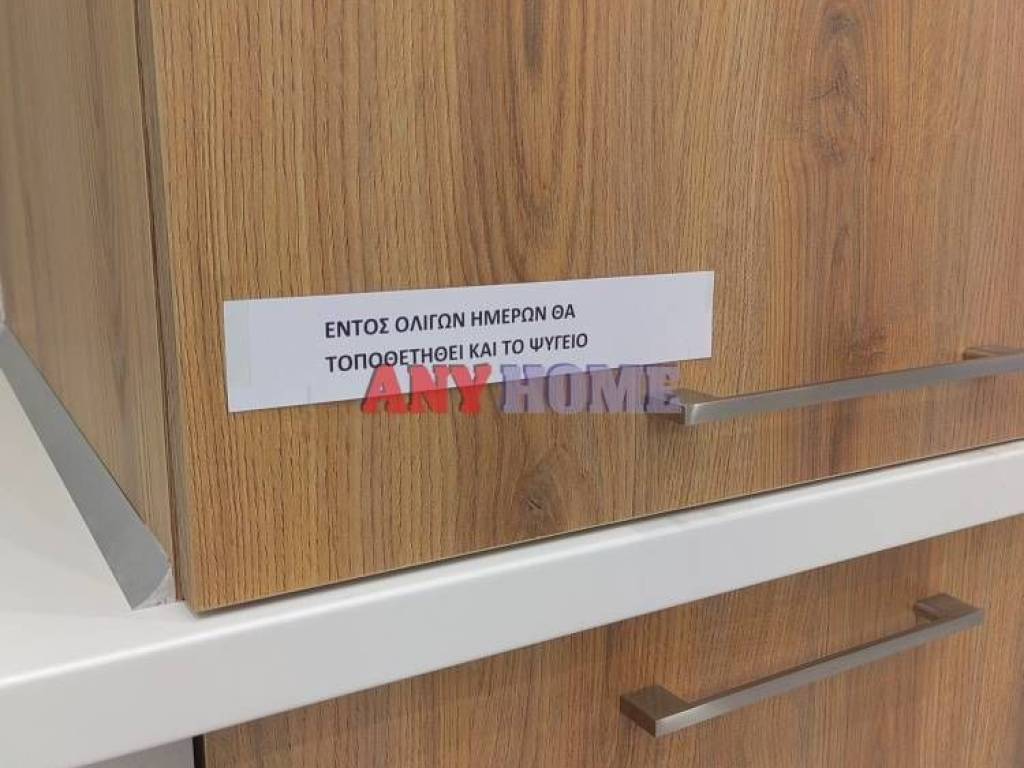 ΕΝΤΟΣ ΟΛΙΓΩΝ ΗΜΕΡΩΝ ΘΑ
ΤΟΠΟΘΕΤΗΘΕΙ ΚΑΙ ΤΟ ΨΥΓΕΙΟ
ANY HOME